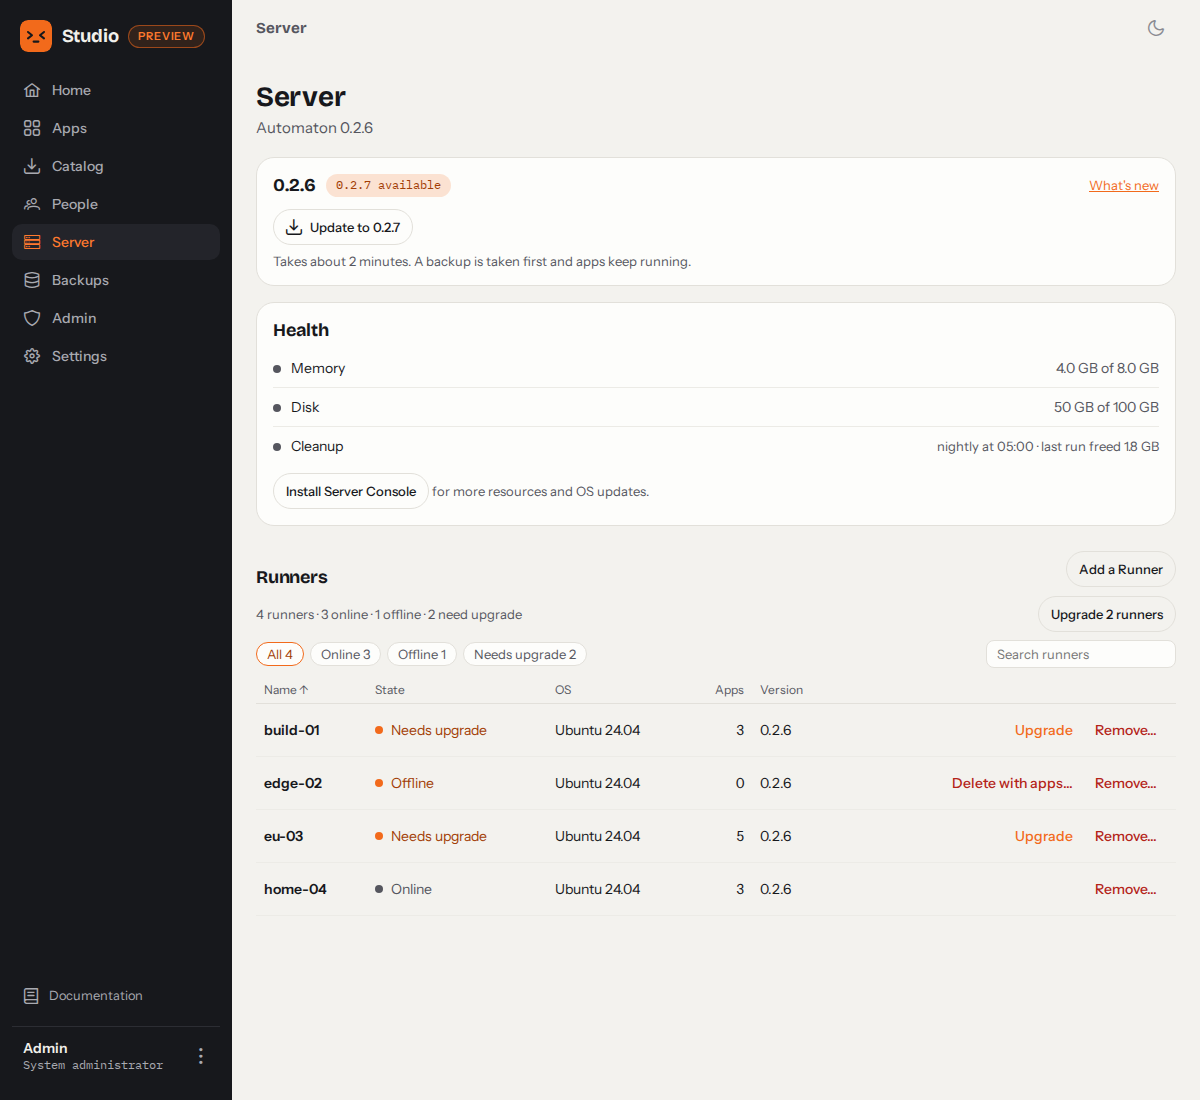 Studio PREVIEW
Home
Apps
Catalog
People
Server
Backups
Admin
Settings
Documentation
Admin
System administrator
Server
Server
Automaton 0.2.6
0.2.6 0.2.7 available What's new
Update to 0.2.7
Takes about 2 minutes. A backup is taken first and apps keep running.
Health
Memory 4.0 GB of 8.0 GB
Disk 50 GB of 100 GB
Cleanup nightly at 05:00 · last run freed 1.8 GB
Install Server Console for more resources and OS updates.
Runners Add a Runner
4 runners · 3 online · 1 offline · 2 need upgrade Upgrade 2 runners
All 4 Online 3 Offline 1 Needs upgrade 2 Search runners
Name ↑ State OS Apps Version
build-01 Needs upgrade Ubuntu 24.04 3 0.2.6 Upgrade Remove...
edge-02 Offline Ubuntu 24.04 0 0.2.6 Delete with apps... Remove...
eu-03 Needs upgrade Ubuntu 24.04 5 0.2.6 Upgrade Remove...
home-04 Online Ubuntu 24.04 3 0.2.6 Remove...